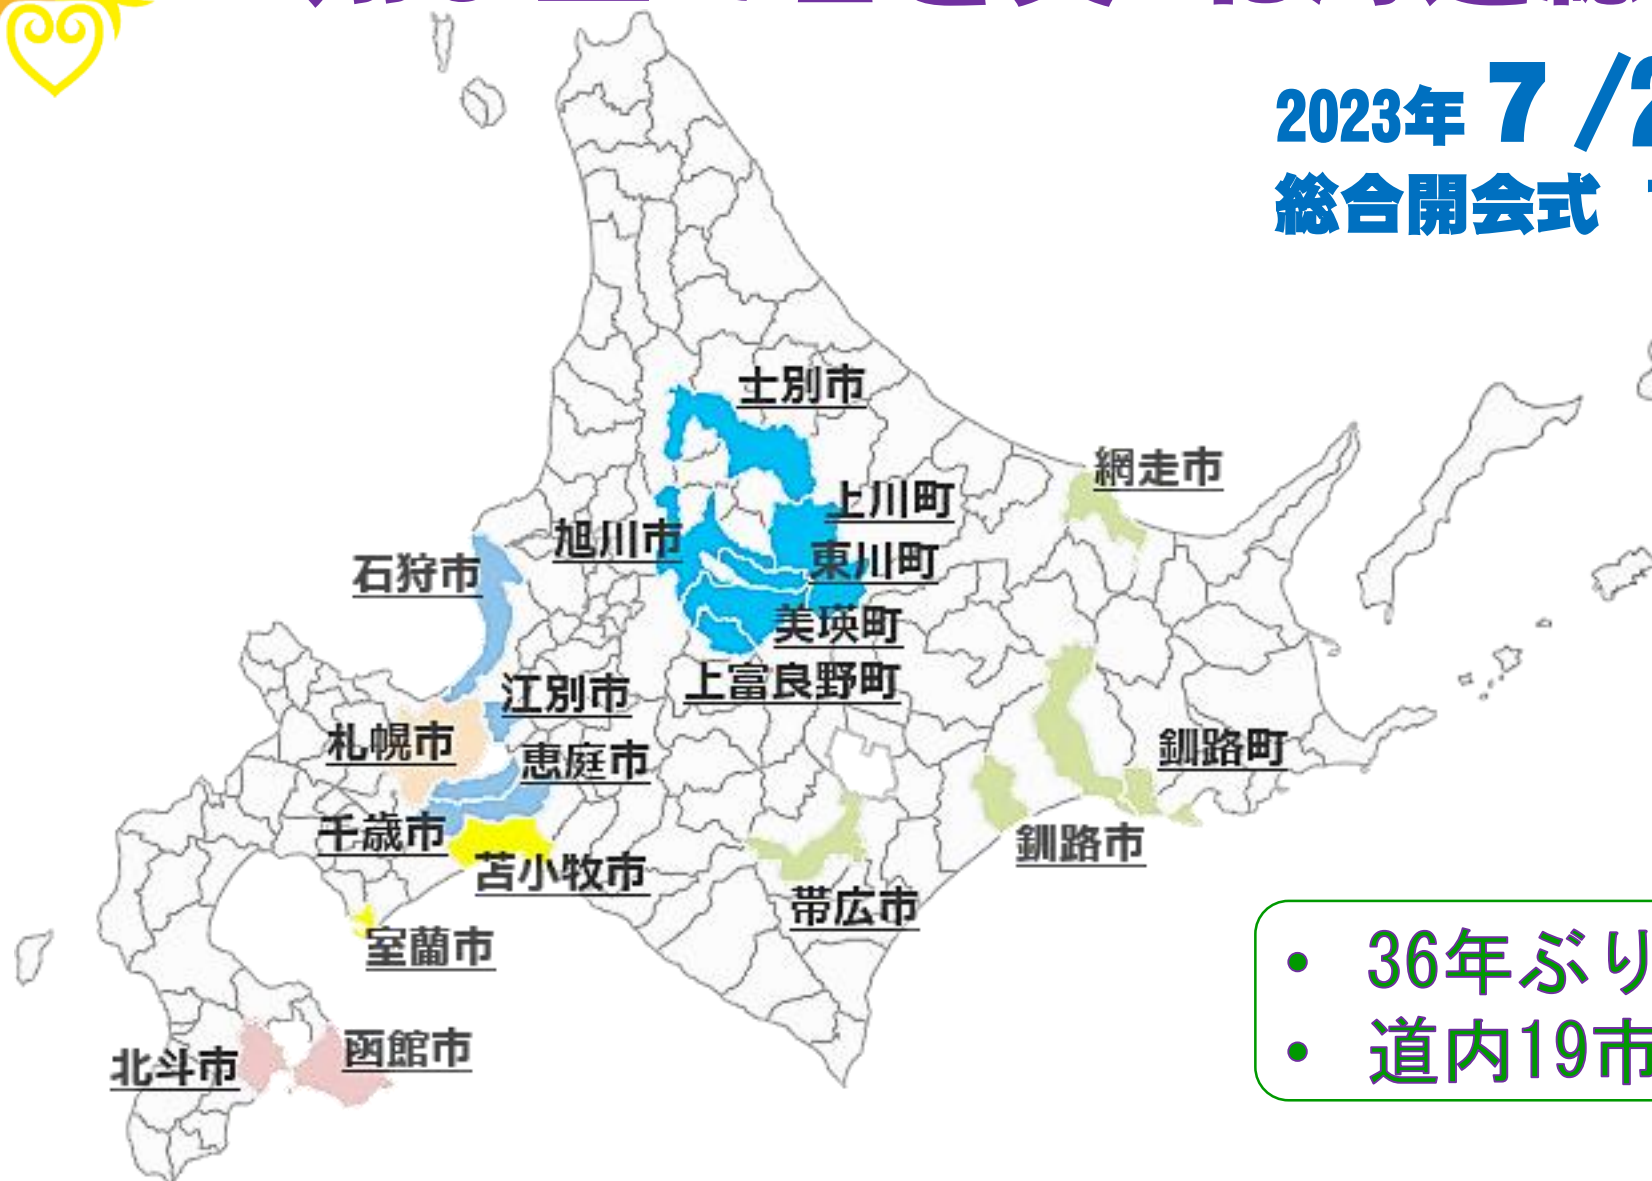 2023年 7/2
総合開会式
士別市
網走市
上川町
旭川市
東川町
石狩市
美瑛町
上富良野町
江別市
札幌市
恵庭市
釧路町
千歳市
釧路市
苫小牧市
帯広市
室蘭市
函館市
北斗市
• 36年ぶり
• 道内19市